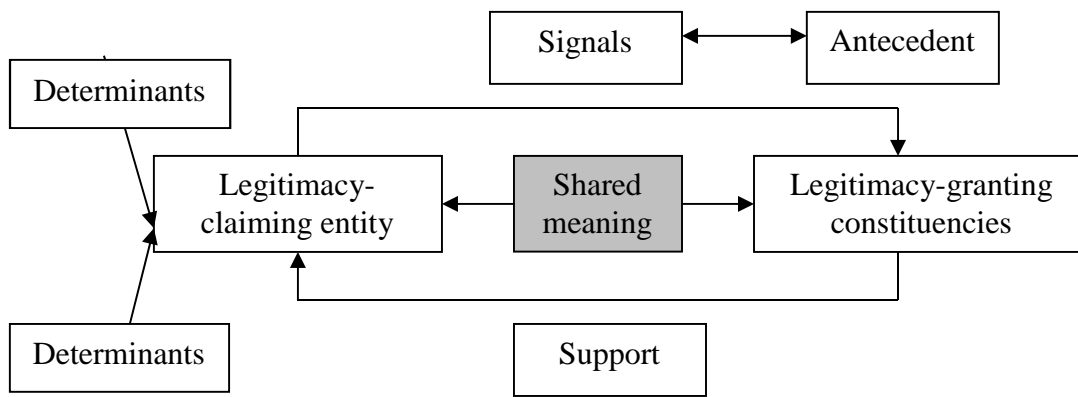 Signals
Antecedent
Determinants
Legitimacy-
claiming entity
Shared
meaning
Legitimacy-granting
constituencies
Determinants
Support